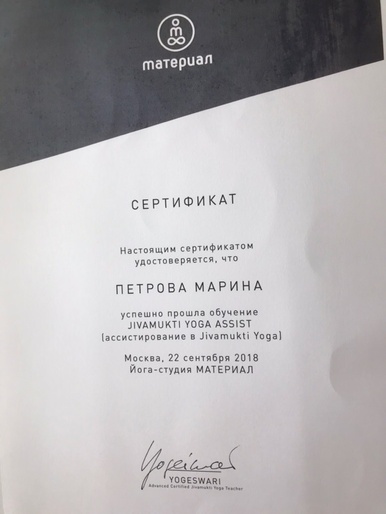 материал
СЕРТИФИКАТ
Настоящим сертификатом
удостоверяется, что
ПЕТРОВА МАРИНА
успешно прошла обучение
JIVAMUKTI YOGA ASSIST
(ассистирование в Jivamukti Yoga)
Москва, 22 сентября 2018
Йога-студия МАТЕРИАЛ
Yogeswari
YOGESWARI
Advanced Certified Jivamukti Yoga Teacher